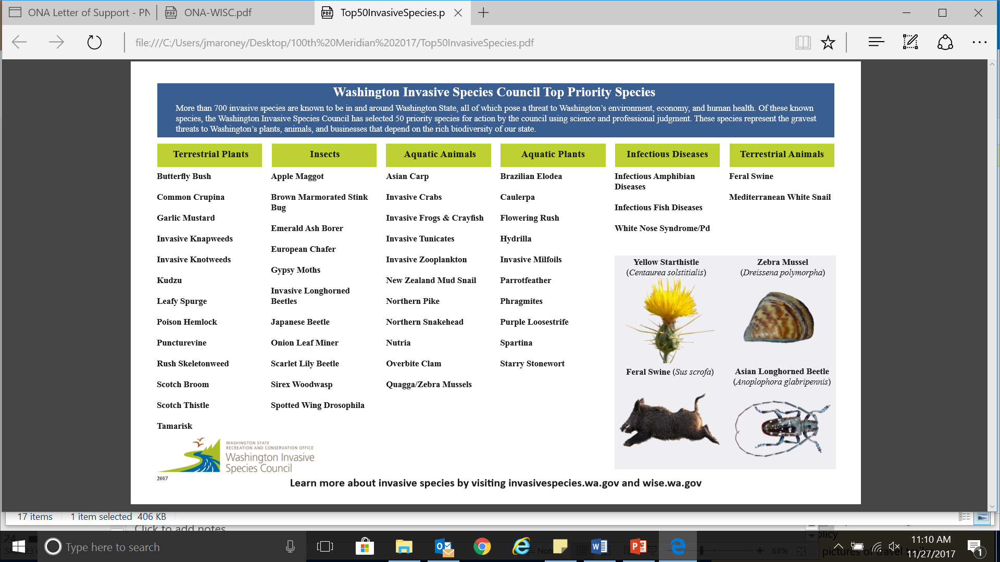 ONA Letter of Support - PN
ONA-WISC.pdf
Top50InvasiveSpecies.p
file:///C:/Users/jmaroney/Desktop/100th%20Meridian%202017/Top50InvasiveSpecies.pdf
Washington Invasive Species Council Top Priority Species
More than 700 invasive species are known to be in and around Washington State, all of which pose a threat to Washington's environment, economy, and human health. Of these known
species, the Washington Invasive Species Council has selected 50 priority species for action by the council using science and professional judgment. These species represent the gravest
threats to Washington's plants, animals, and businesses that depend on the rich biodiversity of our state.
Terrestrial Plants
Butterfly Bush
Common Crupina
Garlic Mustard
Invasive Knapweeds
Invasive Knotweeds
Kudzu
Leafy Spurge
Poison Hemlock
Puncturevine
Rush Skeletonweed
Scotch Broom
Scotch Thistle
Tamarisk
Insects
Apple Maggot
Brown Marmorated Stink
Bug
Emerald Ash Borer
European Chafer
Gypsy Moths
Invasive Longhorned
Beetles
Japanese Beetle
Onion Leaf Miner
Scarlet Lily Beetle
Sirex Woodwasp
Spotted Wing Drosophila
Aquatic Animals
Asian Carp
Invasive Crabs
Invasive Frogs & Crayfish
Invasive Tunicates
Invasive Zooplankton
New Zealand Mud Snail
Northern Pike
Northern Snakehead
Nutria
Overbite Clam
Quagga/Zebra Mussels
Aquatic Plants
Brazilian Elodea
Caulerpa
Flowering Rush
Hydrilla
Invasive Milfoils
Parrotfeather
Phragmites
Purple Loosestrife
Spartina
Starry Stonewort
Infectious Diseases
Infectious Amphibian
Diseases
Infectious Fish Diseases
White Nose Syndrome/Pd
Terrestrial Animals
Feral Swine
Mediterranean White Snail
Yellow Starthistle
(Centaurea solstitialis)
Zebra Mussel
(Dreissena polymorpha)
Feral Swine (Sus scrofa)
Asian Longhorned Beetle
(Anoplophora glabripennis)
WASHINGTON STATE
RECREATION AND CONSERVATION OFFICE
Washington Invasive
Species Council
2017
Learn more about invasive species by visiting invasivespecies.wa.gov and wise.wa.gov
17 items 1 item selected 406 KB
Click to add notes
24
Type here to search
68%
pictures of travel
11:10 AM
11/27/2017
1